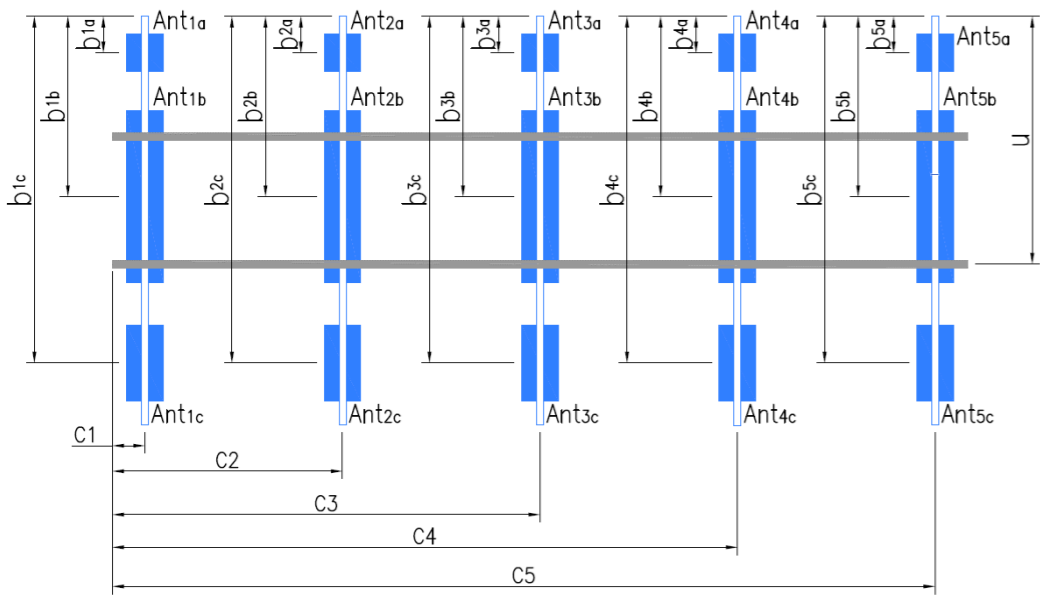 Ant1a
Ant2a
Ant3a
Ant4a
Ant5a
b1a
b2a
b3a
b4a
b5a
Ant1b
Ant2b
Ant3b
Ant4b
Ant5b
b1b
b2b
b3b
b4b
b5b
u
b1c
b2c
b3c
b4c
b5c
Ant1c
Ant2c
Ant3c
Ant4c
Ant5c
C1
C2
C3
C4
C5